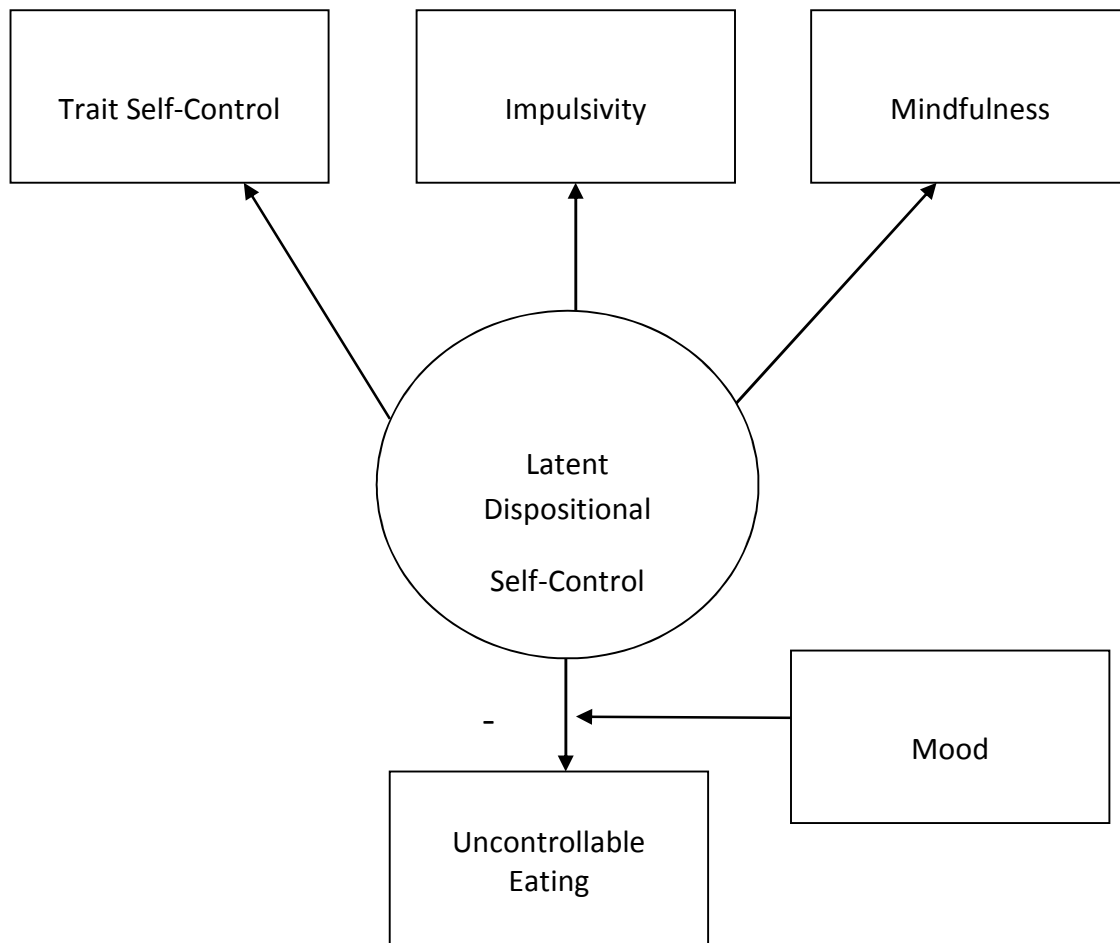 Trait Self-Control
Impulsivity
Mindfulness
Latent
Dispositional
Self-Control
-
Mood
Uncontrollable
Eating